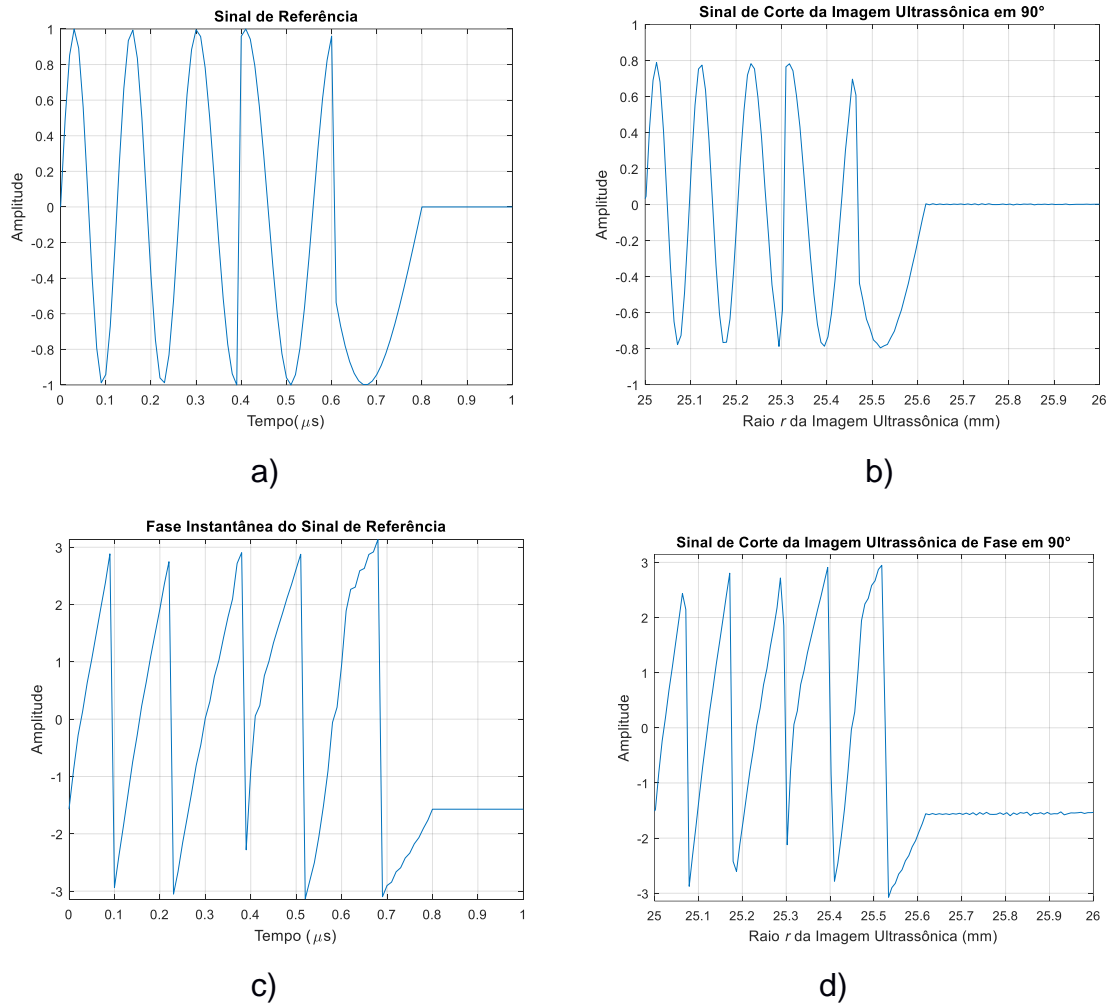 Sinal de Referência
1
0.8
0.6
0.4
0.2
0
-0.2
-0.4
-0.6
-0.8
-1
Amplitude
0 0.1 0.2 0.3 0.4 0.5 0.6 0.7 0.8 0.9 1
Tempo(μs)
a)
Sinal de Corte da Imagem Ultrassônica em 90°
1
0.8
0.6
0.4
0.2
0
-0.2
-0.4
-0.6
-0.8
-1
Amplitude
25 25.1 25.2 25.3 25.4 25.5 25.6 25.7 25.8 25.9 26
Raio r da Imagem Ultrassônica (mm)
b)
Fase Instantânea do Sinal de Referência
3
2
1
0
-1
-2
-3
Amplitude
0 0.1 0.2 0.3 0.4 0.5 0.6 0.7 0.8 0.9 1
Tempo (μs)
c)
Sinal de Corte da Imagem Ultrassônica de Fase em 90°
3
2
1
0
-1
-2
-3
Amplitude
25 25.1 25.2 25.3 25.4 25.5 25.6 25.7 25.8 25.9 26
Raio r da Imagem Ultrassônica (mm)
d)